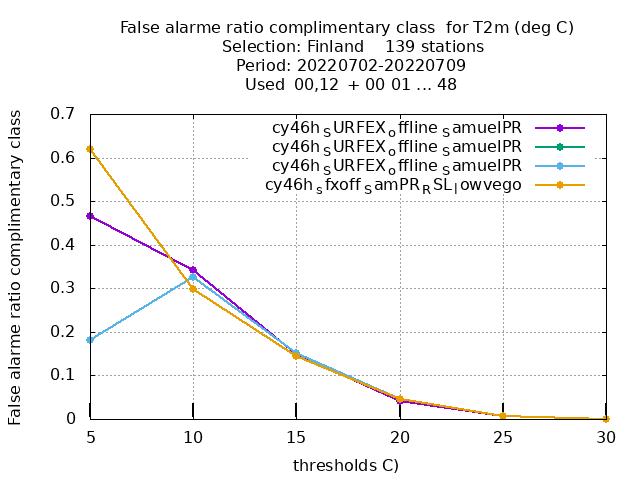 False alarme ratio complimentary class  for T2m (deg C)
Selection: Finland    139 stations
Period: 20220702-20220709
Used  00,12  + 00 01 ... 48
False alarme ratio complimentary class
0.7
0.6
0.5
0.4
0.3
0.2
0.1
0
cy46h_SURFEX_offline_SamuelPR
cy46h_SURFEX_offline_SamuelPR
cy46h_SURFEX_offline_SamuelPR
cy46h_sfxoff_SamPR_RSL_lowvego
5 10 15 20 25 30
thresholds C)